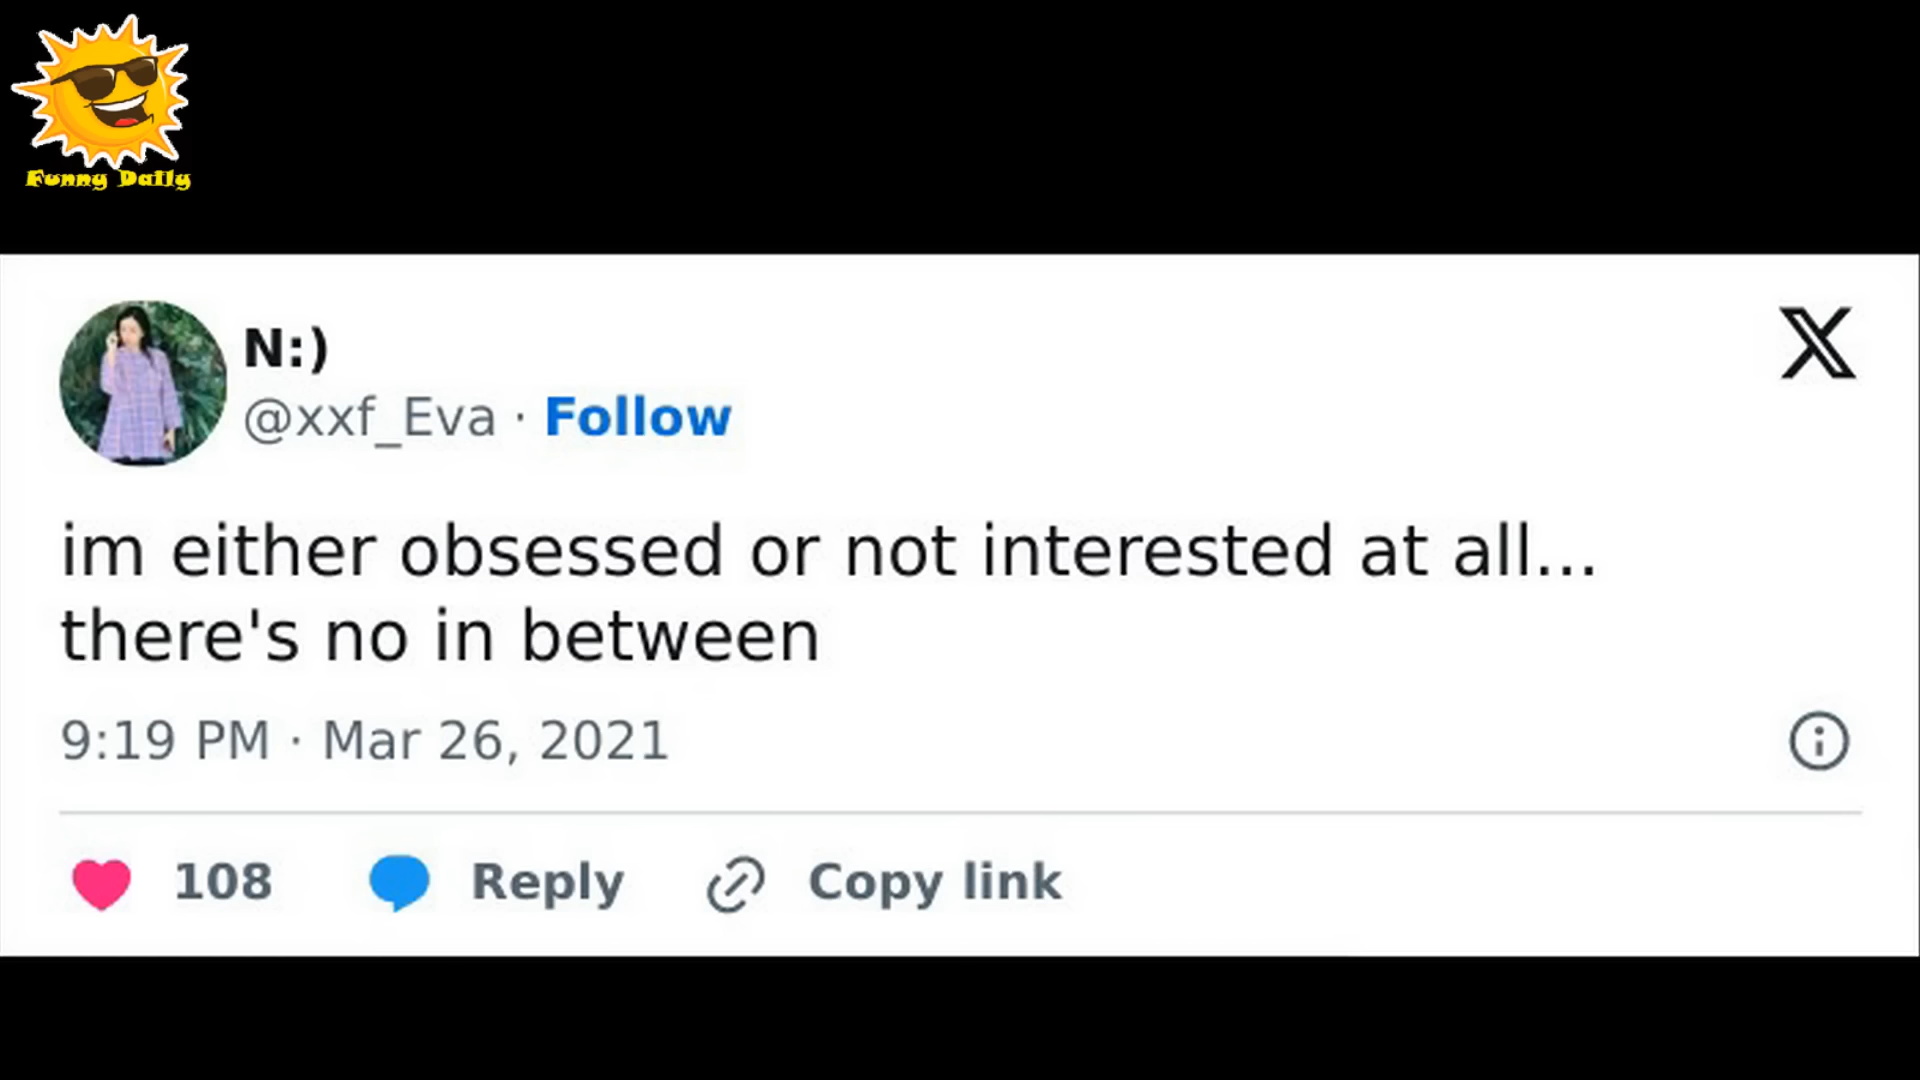 Funny Daily
N:)
@xxf_Eva · Follow
im either obsessed or not interested at all...
there's no in between
9:19 PM · Mar 26, 2021
108 Reply Copy link